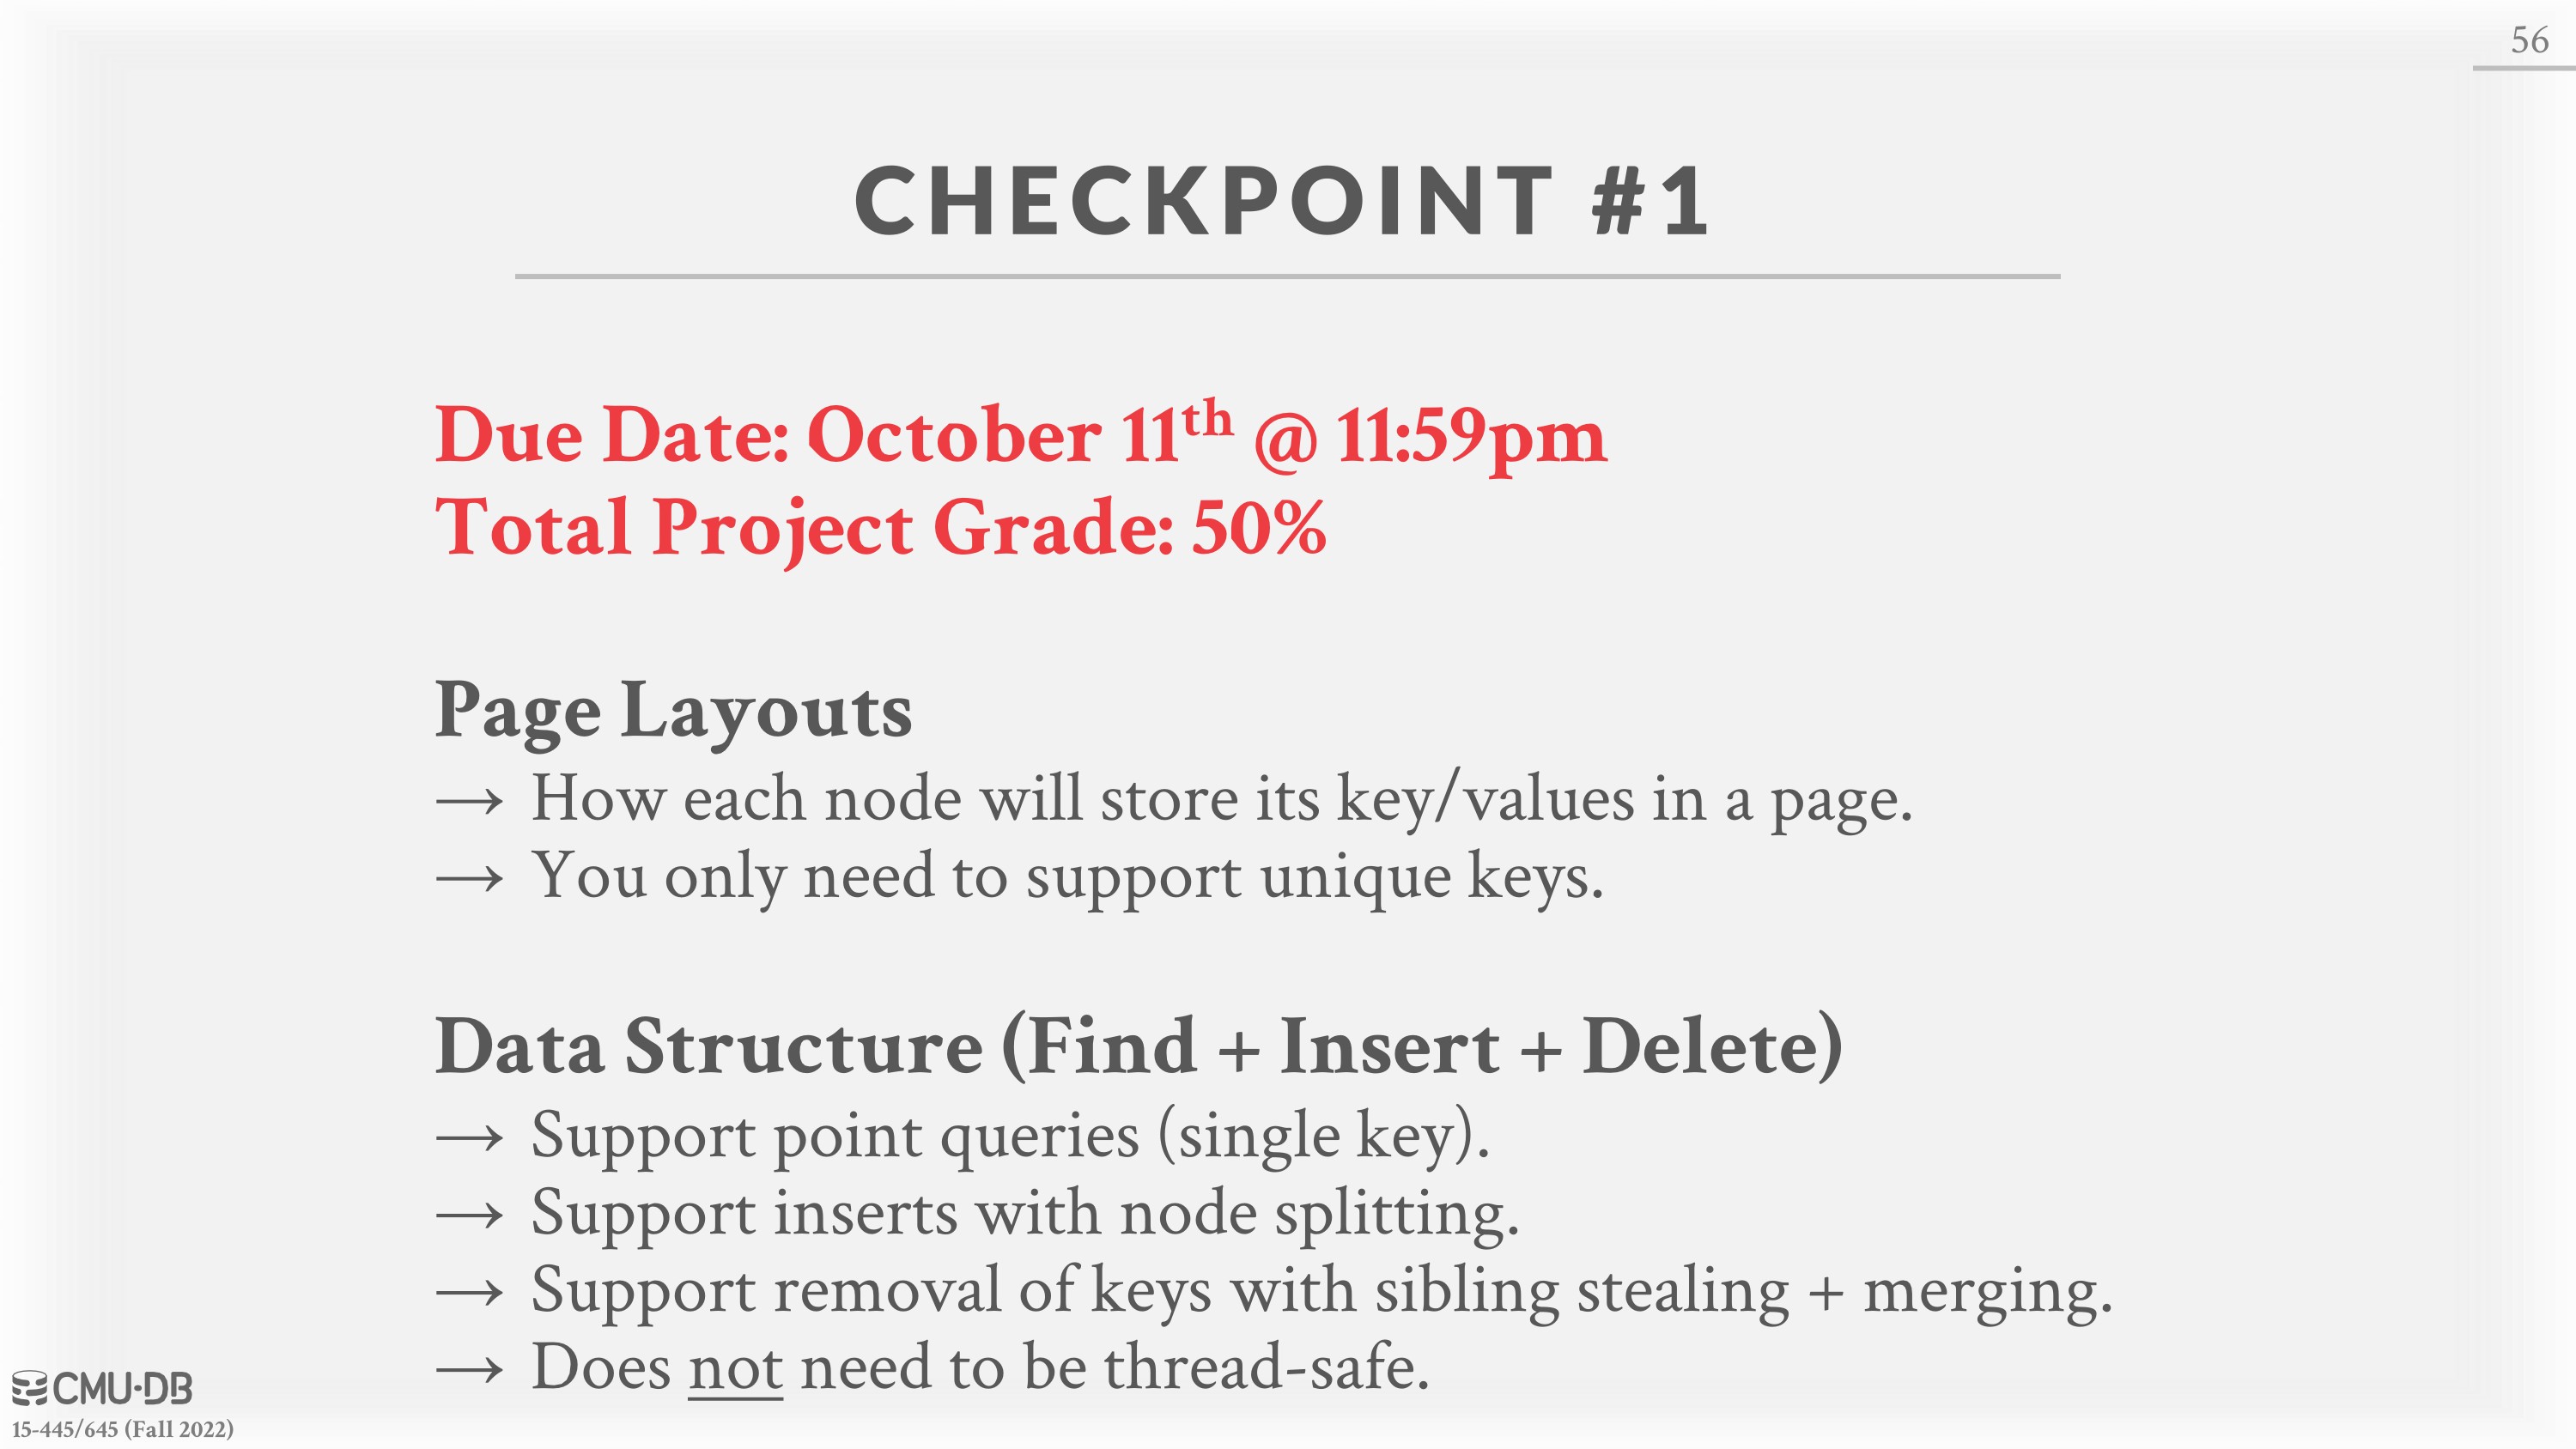 56
CHECKPOINT #1
Due Date: October 11th @ 11:59pm
Total Project Grade: 50%
Page Layouts
→ How each node will store its key/values in a page.
→ You only need to support unique keys.
Data Structure (Find + Insert + Delete)
→ Support point queries (single key).
→ Support inserts with node splitting.
→ Support removal of keys with sibling stealing + merging.
→ Does not need to be thread-safe.
CMU·DB
15-445/645 (Fall 2022)